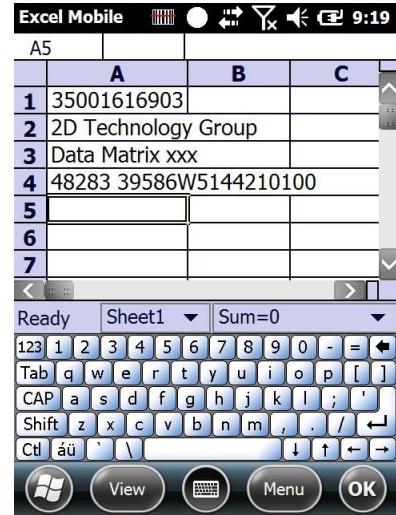 Excel Mobile 9:19
A5
A B C
1 35001616903
2 2D Technology Group
3 Data Matrix xxx
4 48283 39586W5144210100
5
6
7
Ready Sheet1 Sum=0
123 1 2 3 4 5 6 7 8 9 0 - =
Tab q w e r t y u i o p [ ]
CAP a s d f g h j k l ; '
Shift z x c v b n m , . /
Ctl áü ` \
View Menu OK